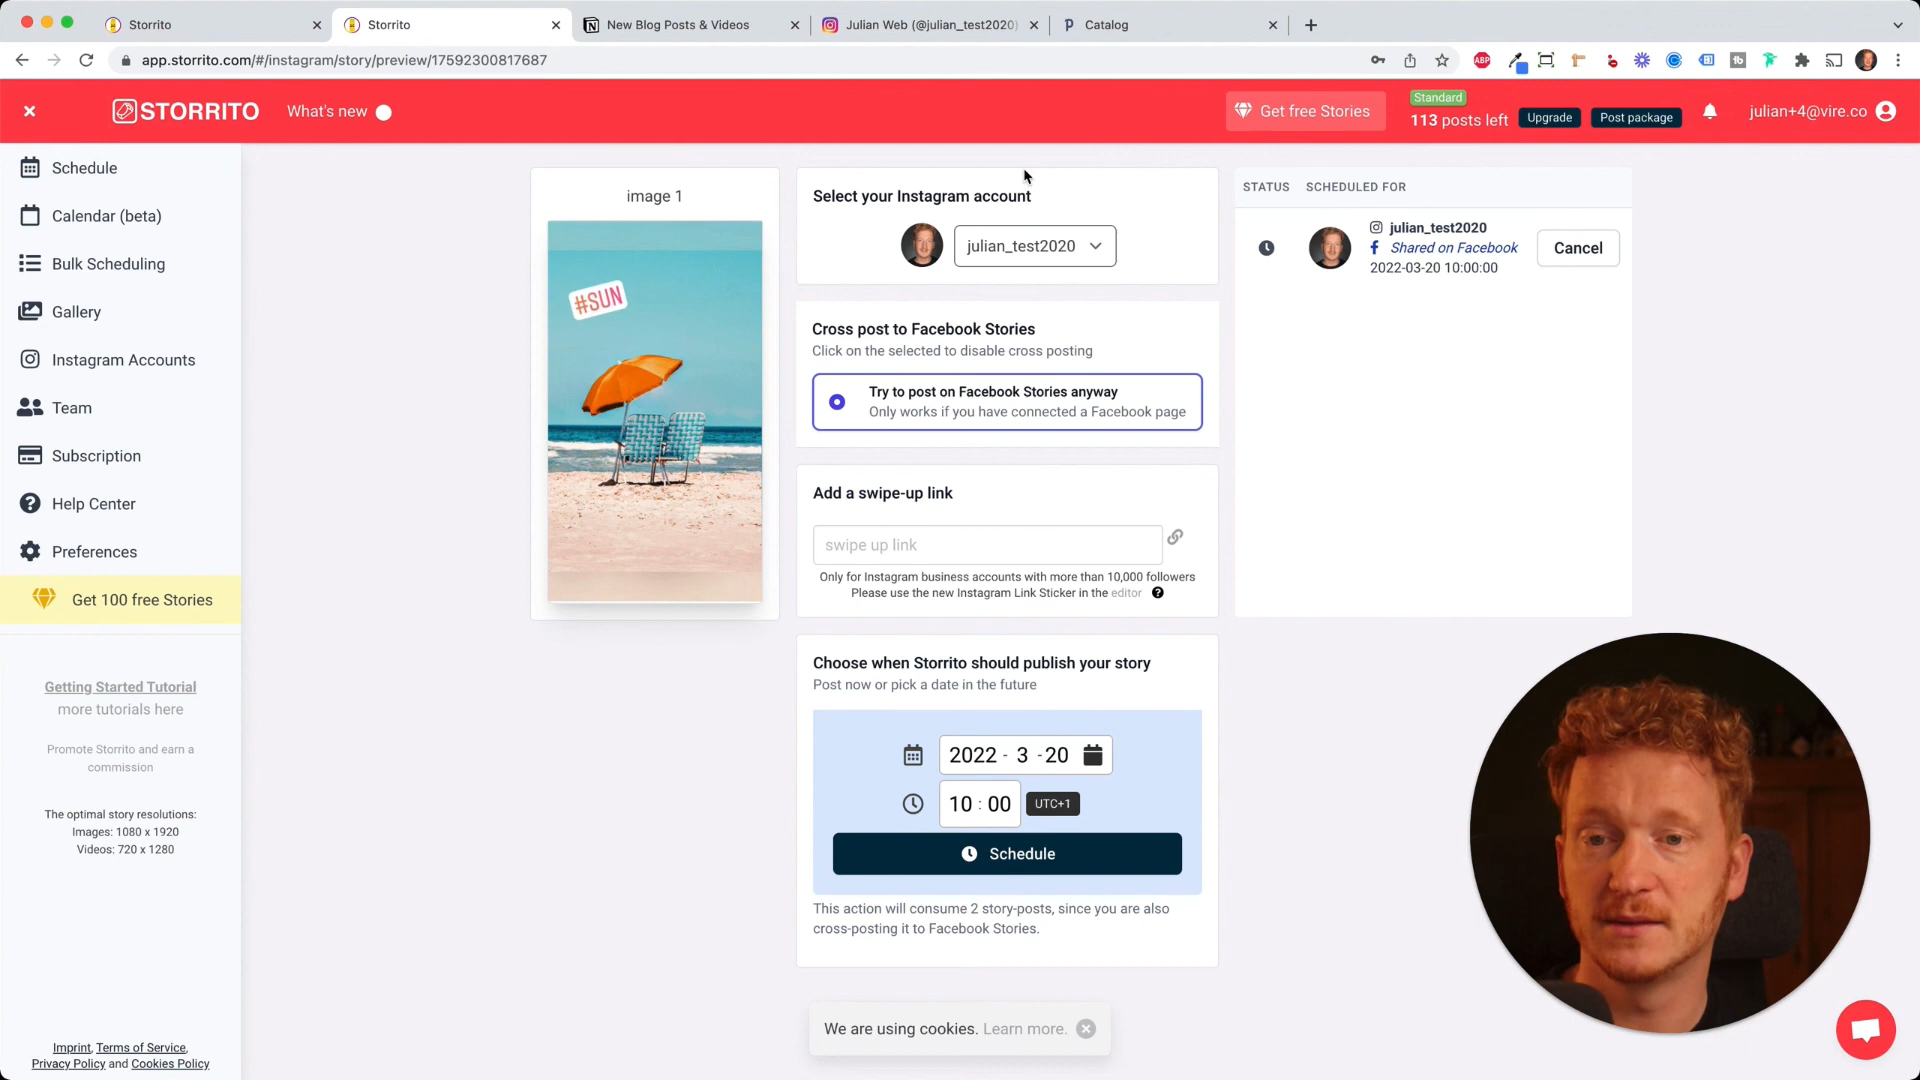 Storrito
Storrito
New Blog Posts & Videos
Julian Web (@julian_test2020)
Catalog
app.storrito.com/#/instagram/story/preview/17592300817687
ABP
STORRITO
What's new
Get free Stories
Standard
113 posts left
Upgrade
Post package
julian+4@vire.co
Schedule
Calendar (beta)
Bulk Scheduling
Gallery
Instagram Accounts
Team
Subscription
Help Center
Preferences
Get 100 free Stories
Getting Started Tutorial
more tutorials here
Promote Storrito and earn a
commission
The optimal story resolutions:
Images: 1080 x 1920
Videos: 720 x 1280
Imprint, Terms of Service,
Privacy Policy and Cookies Policy
image 1
#SUN
Select your Instagram account
julian_test2020
Cross post to Facebook Stories
Click on the selected to disable cross posting
Try to post on Facebook Stories anyway
Only works if you have connected a Facebook page
Add a swipe-up link
swipe up link
Only for Instagram business accounts with more than 10,000 followers
Please use the new Instagram Link Sticker in the editor
Choose when Storrito should publish your story
Post now or pick a date in the future
2022 - 3 - 20
10 : 00 UTC+1
Schedule
This action will consume 2 story-posts, since you are also
cross-posting it to Facebook Stories.
STATUS SCHEDULED FOR
julian_test2020
Shared on Facebook
2022-03-20 10:00:00
Cancel
We are using cookies. Learn more.